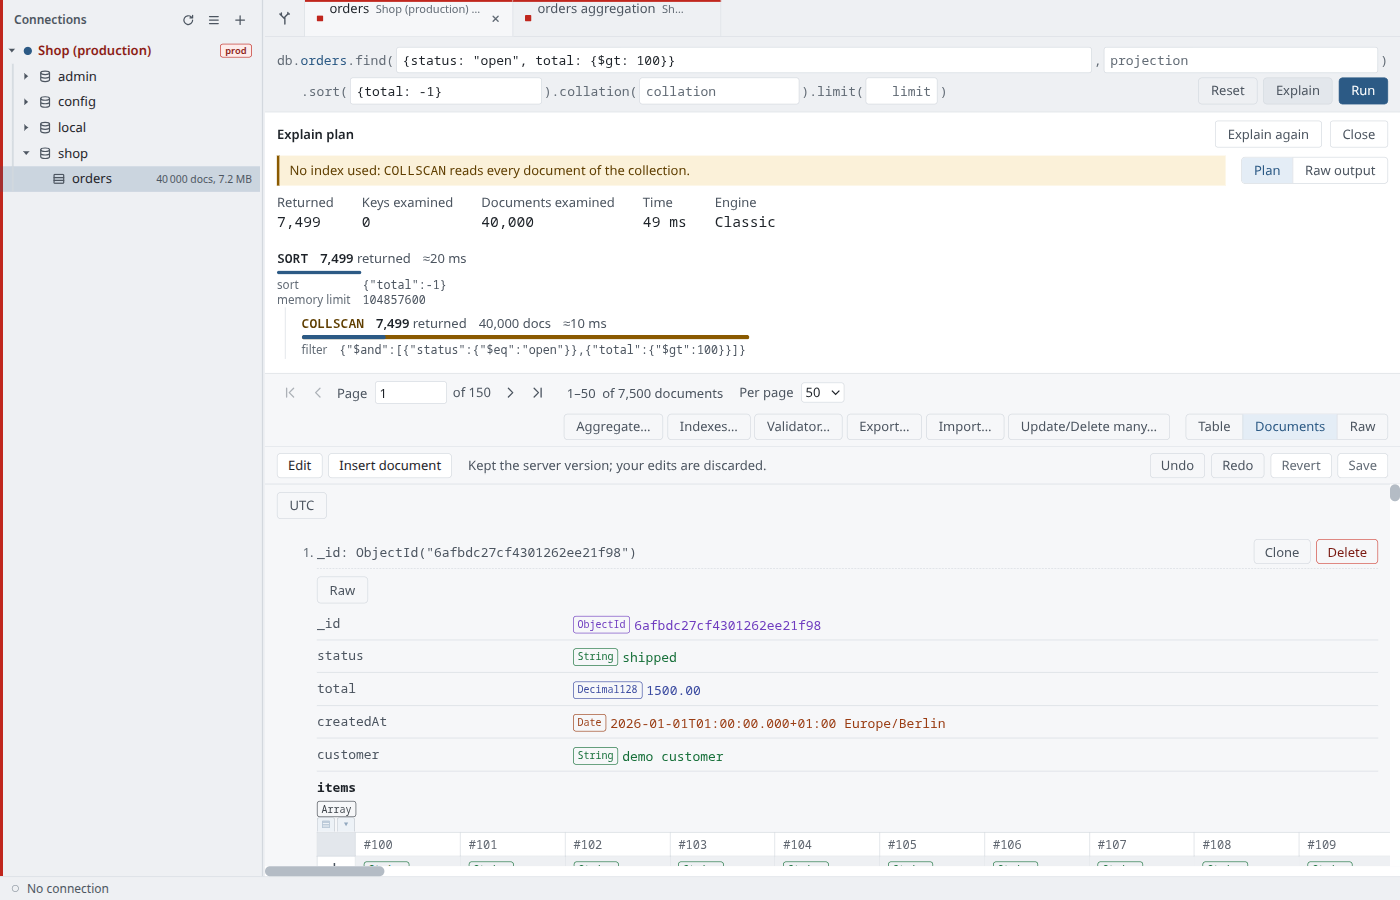 Connections
orders Shop (production) ...
orders aggregation Sh...
Shop (production) prod
admin
config
local
shop
orders 40 000 docs, 7.2 MB
db.orders.find( {status: "open", total: {$gt: 100}} , projection )
.sort( {total: -1} ).collation( collation ).limit( limit )
Reset Explain Run
Explain plan
Explain again Close
No index used: COLLSCAN reads every document of the collection.
Plan Raw output
Returned Keys examined Documents examined Time Engine
7,499 0 40,000 49 ms Classic
SORT 7,499 returned ≈20 ms
sort {"total":-1}
memory limit 104857600
COLLSCAN 7,499 returned 40,000 docs ≈10 ms
filter {"$and":[{"status":{"$eq":"open"}},{"total":{"$gt":100}}]}
Page 1 of 150 1–50 of 7,500 documents Per page 50
Aggregate... Indexes... Validator... Export... Import... Update/Delete many... Table Documents Raw
Edit Insert document Kept the server version; your edits are discarded. Undo Redo Revert Save
UTC
1. _id: ObjectId("6afbdc27cf4301262ee21f98") Clone Delete
Raw
_id ObjectId 6afbdc27cf4301262ee21f98
status String shipped
total Decimal128 1500.00
createdAt Date 2026-01-01T01:00:00.000+01:00 Europe/Berlin
customer String demo customer
items
Array
#100 #101 #102 #103 #104 #105 #106 #107 #108 #109
No connection